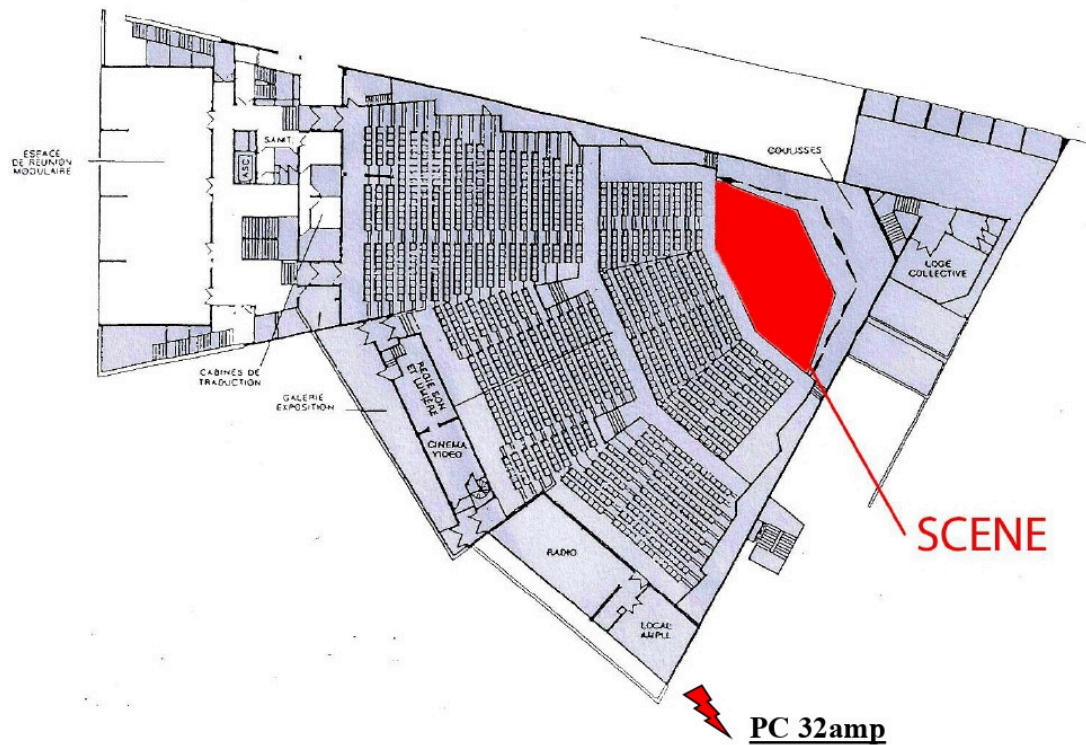 ESPACE
DE REUNION
MODULAIRE
SANIT.
ASC.
COULISSES
LOGE
COLLECTIVE
CABINES DE
TRADUCTION
GALERIE
EXPOSITION
REGIE SON
ET LUMIÈRE
CINEMA
VIDEO
SCENE
RADIO
LOCAL
AMPLI.
PC 32amp